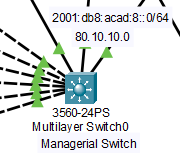 2001:db8:acad:8::0/64
80.10.10.0
3560-24PS
Multilayer Switch0
Managerial Switch